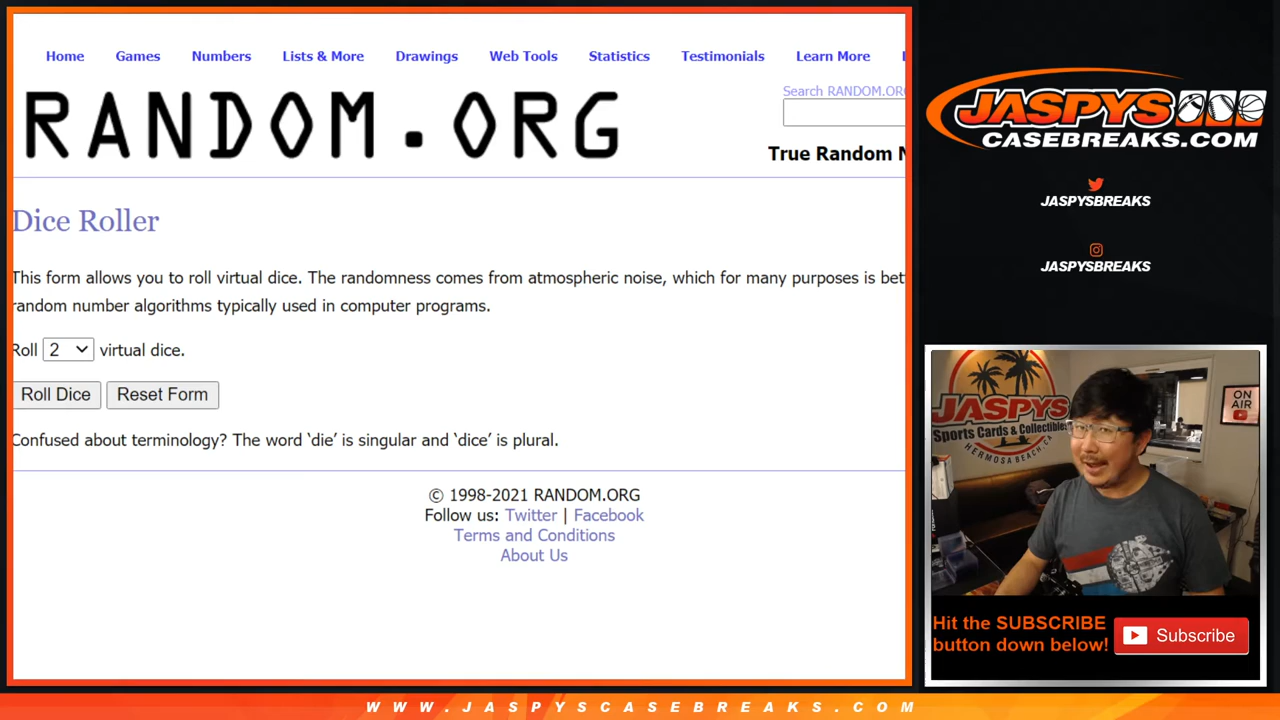 Home Games Numbers Lists & More Drawings Web Tools Statistics Testimonials Learn More
RANDOM.ORG
Search RANDOM.ORG
True Random N
Dice Roller
This form allows you to roll virtual dice. The randomness comes from atmospheric noise, which for many purposes is bet
random number algorithms typically used in computer programs.
Roll 2 virtual dice.
Roll Dice Reset Form
Confused about terminology? The word ‘die’ is singular and ‘dice’ is plural.
© 1998-2021 RANDOM.ORG
Follow us: Twitter | Facebook
Terms and Conditions
About Us
JASPYS
CASEBREAKS.COM
JASPYSBREAKS
JASPYSBREAKS
JASPYS
Sports Cards & Collectibles
HERMOSA BEACH, CA
ON
AIR
Hit the SUBSCRIBE
button down below!
Subscribe
WWW.JASPYSCASEBREAKS.COM